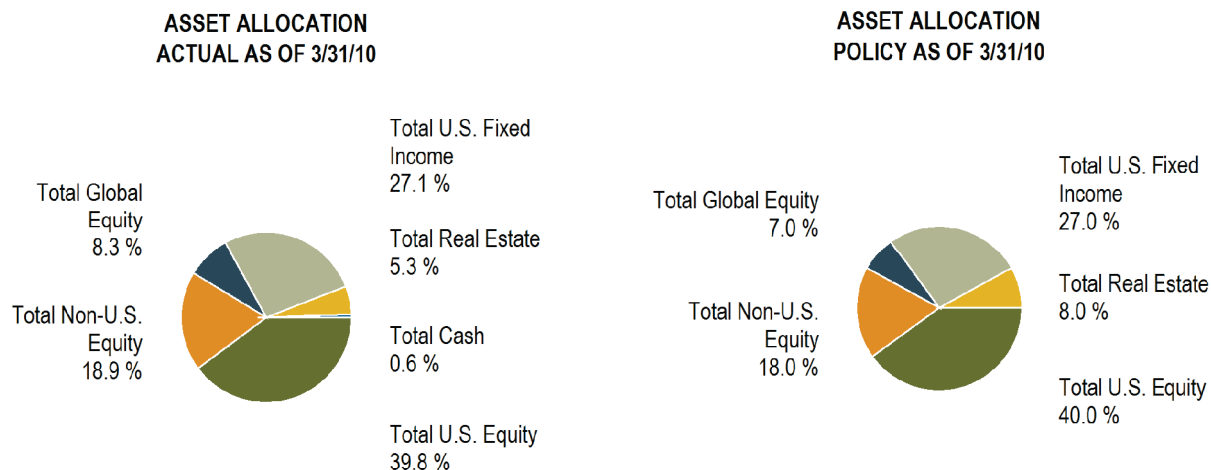 ASSET ALLOCATION
ACTUAL AS OF 3/31/10
Total U.S. Fixed
Income
27.1 %
Total Global
Equity
8.3 %
Total Real Estate
5.3 %
Total Non-U.S.
Equity
18.9 %
Total Cash
0.6 %
Total U.S. Equity
39.8 %
ASSET ALLOCATION
POLICY AS OF 3/31/10
Total U.S. Fixed
Income
27.0 %
Total Global Equity
7.0 %
Total Real Estate
8.0 %
Total Non-U.S.
Equity
18.0 %
Total U.S. Equity
40.0 %